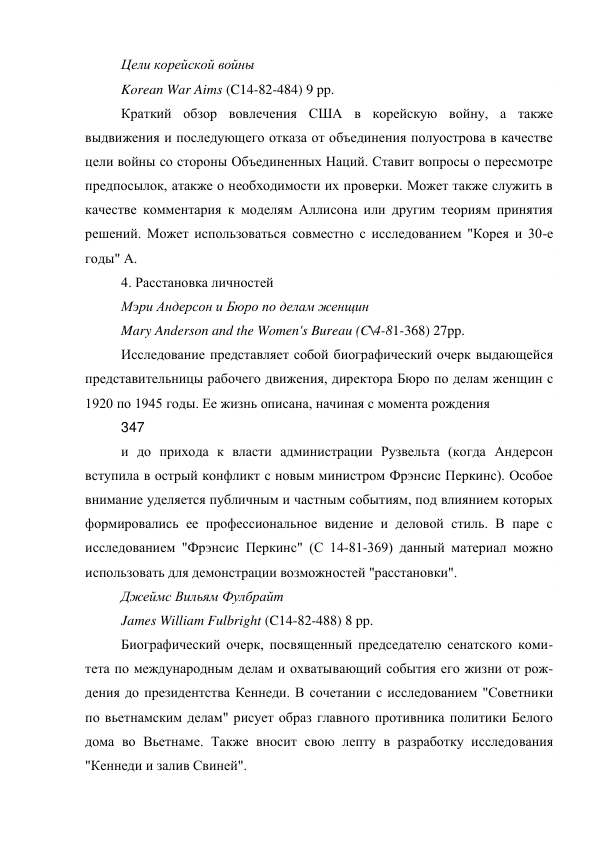 Цели корейской войны
Korean War Aims (C14-82-484) 9 pp.
Краткий обзор вовлечения США в корейскую войну, а также
выдвижения и последующего отказа от объединения полуострова в качестве
цели войны со стороны Объединенных Наций. Ставит вопросы о пересмотре
предпосылок, атакже о необходимости их проверки. Может также служить в
качестве комментария к моделям Аллисона или другим теориям принятия
решений. Может использоваться совместно с исследованием "Корея и 30-е
годы" А.
4. Расстановка личностей
Мэри Андерсон и Бюро по делам женщин
Mary Anderson and the Women's Bureau (C\4-81-368) 27pp.
Исследование представляет собой биографический очерк выдающейся
представительницы рабочего движения, директора Бюро по делам женщин с
1920 по 1945 годы. Ее жизнь описана, начиная с момента рождения
347
и до прихода к власти администрации Рузвельта (когда Андерсон
вступила в острый конфликт с новым министром Фрэнсис Перкинс). Особое
внимание уделяется публичным и частным событиям, под влиянием которых
формировались ее профессиональное видение и деловой стиль. В паре с
исследованием "Фрэнсис Перкинс" (С 14-81-369) данный материал можно
использовать для демонстрации возможностей "расстановки".
Джеймс Вильям Фулбрайт
James William Fulbright (C14-82-488) 8 pp.
Биографический очерк, посвященный председателю сенатского коми-
тета по международным делам и охватывающий события его жизни от рож-
дения до президентства Кеннеди. В сочетании с исследованием "Советники
по вьетнамским делам" рисует образ главного противника политики Белого
дома во Вьетнаме. Также вносит свою лепту в разработку исследования
"Кеннеди и залив Свиней".